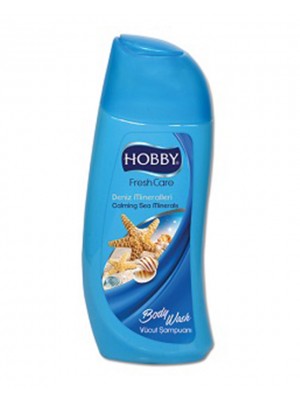 HOBBY
Fresh Care
Deniz Mineralleri
Calming Sea Minerals
Body
Wash
Vücut Şampuanı